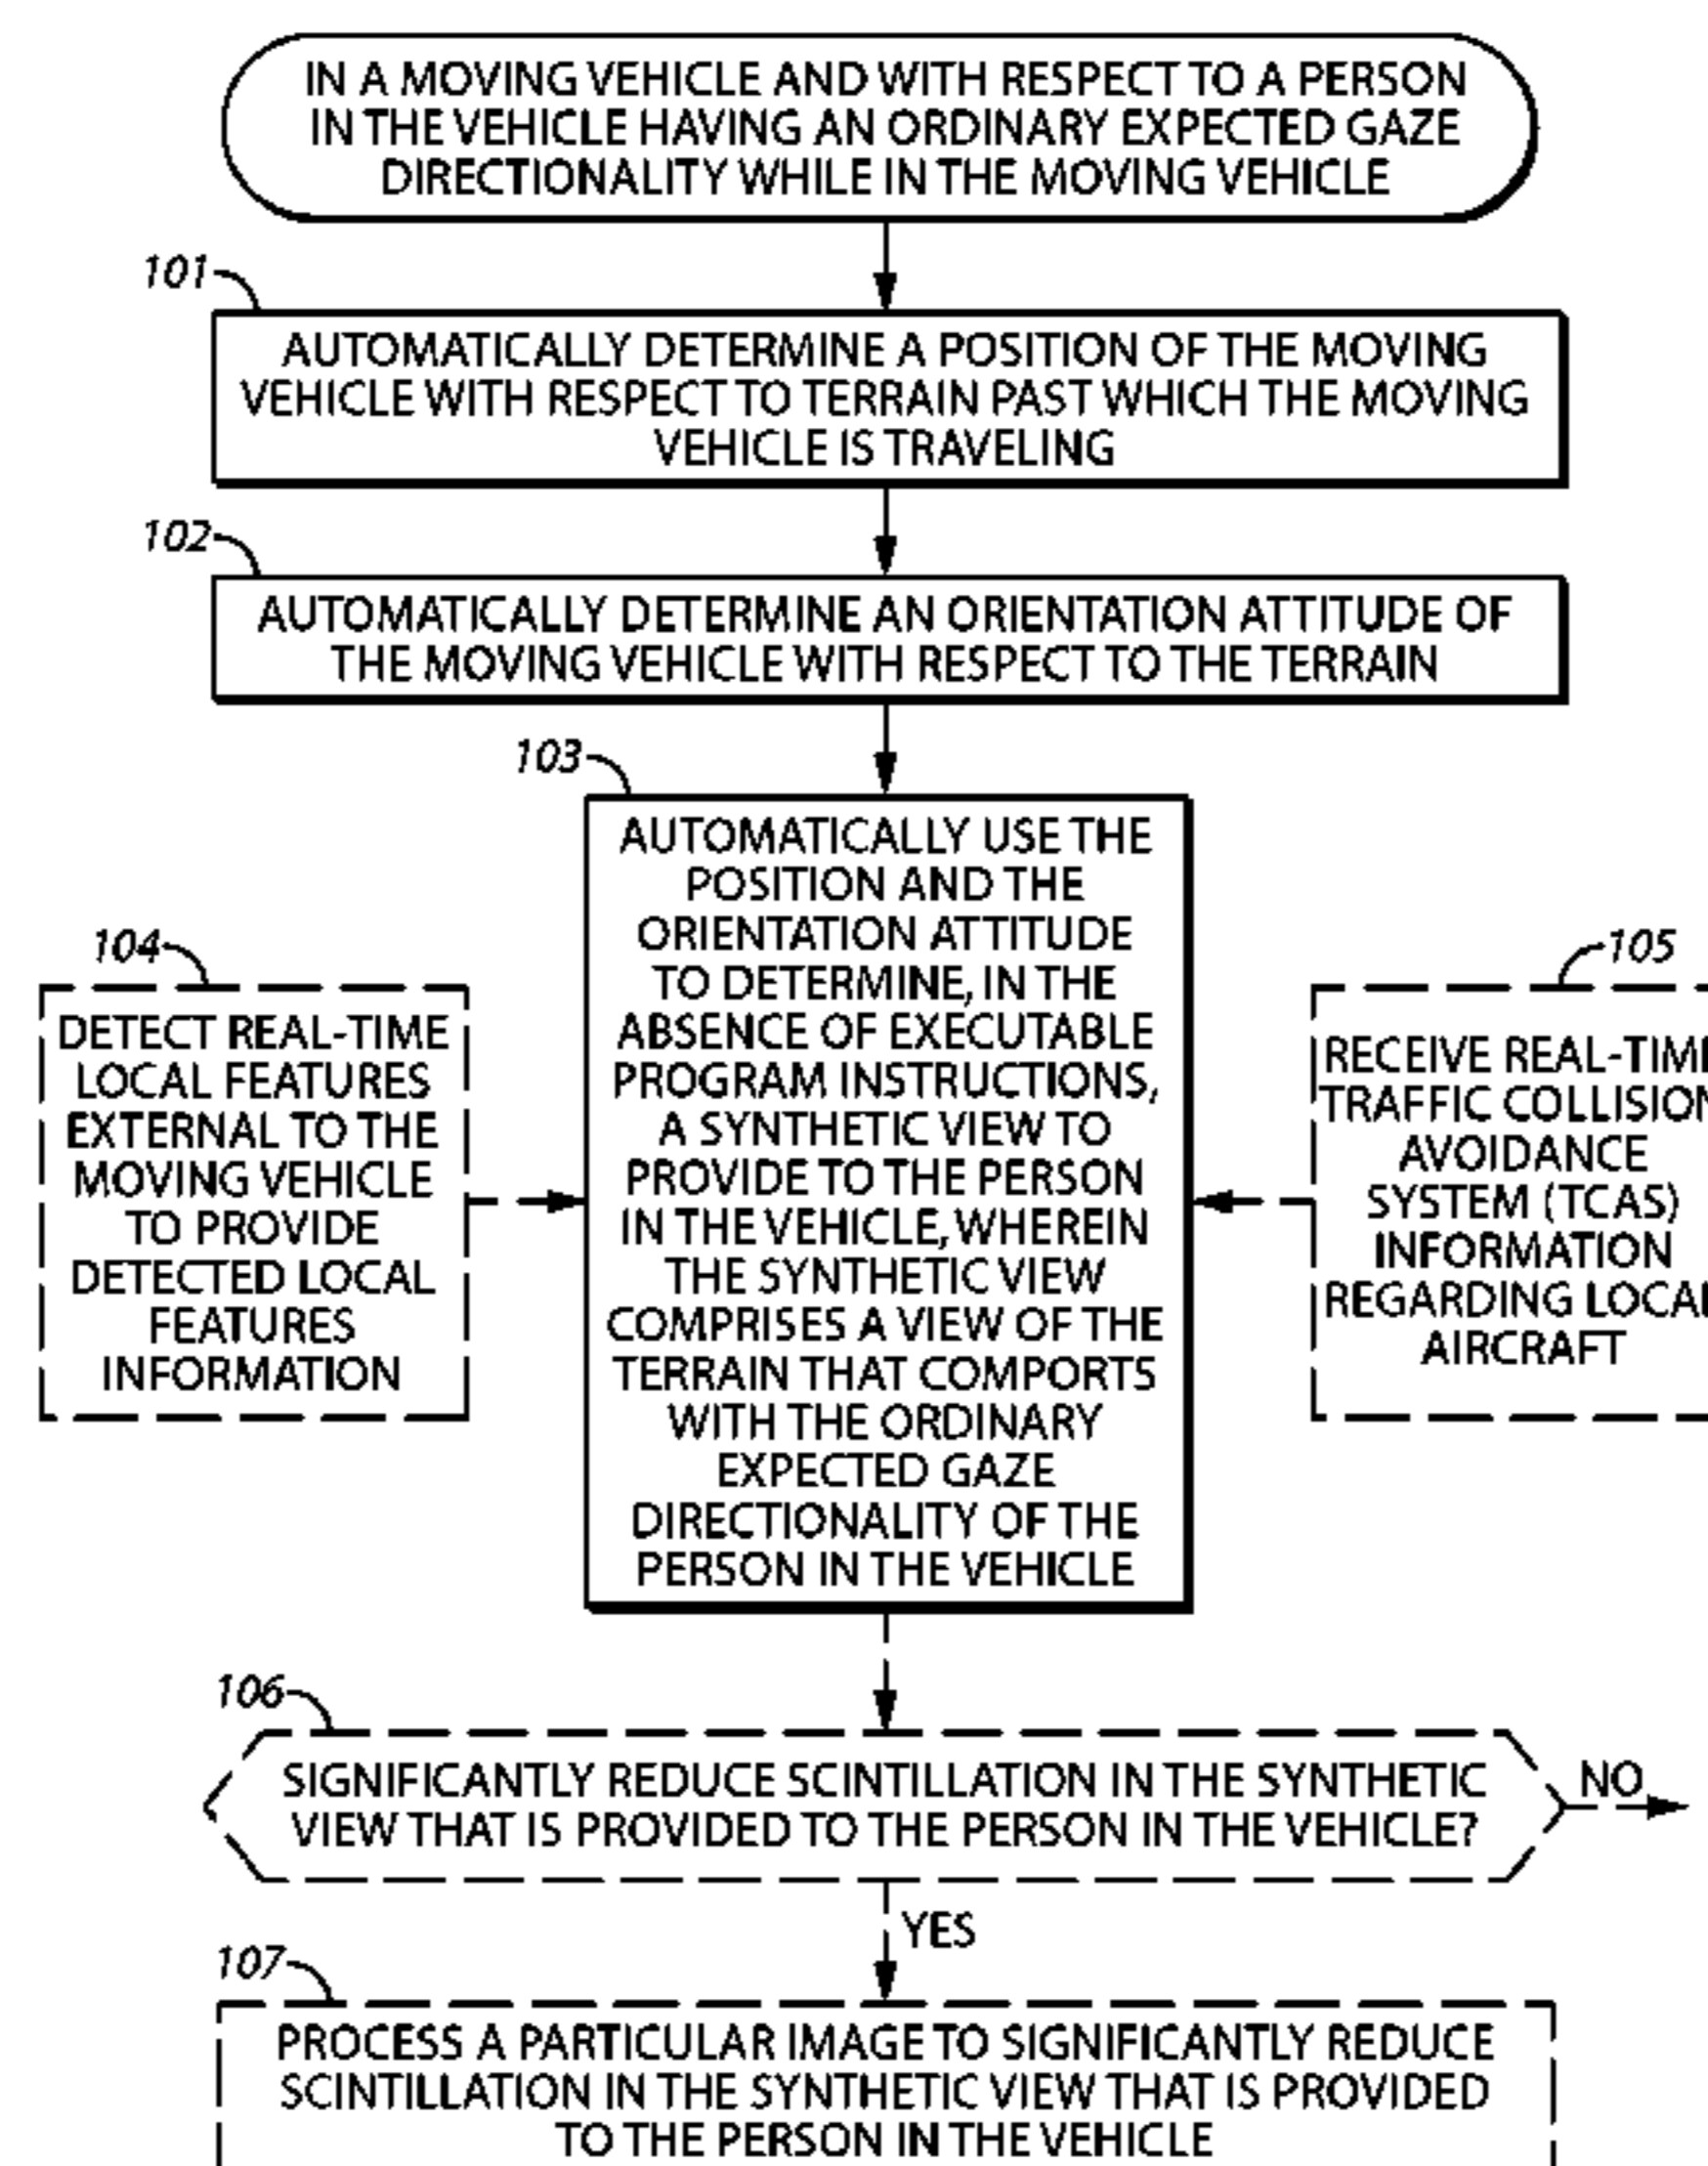 IN A MOVING VEHICLE AND WITH RESPECT TO A PERSON
IN THE VEHICLE HAVING AN ORDINARY EXPECTED GAZE
DIRECTIONALITY WHILE IN THE MOVING VEHICLE
101
AUTOMATICALLY DETERMINE A POSITION OF THE MOVING
VEHICLE WITH RESPECT TO TERRAIN PAST WHICH THE MOVING
VEHICLE IS TRAVELING
102
AUTOMATICALLY DETERMINE AN ORIENTATION ATTITUDE OF
THE MOVING VEHICLE WITH RESPECT TO THE TERRAIN
103
AUTOMATICALLY USE THE
POSITION AND THE
ORIENTATION ATTITUDE
TO DETERMINE, IN THE
ABSENCE OF EXECUTABLE
PROGRAM INSTRUCTIONS,
A SYNTHETIC VIEW TO
PROVIDE TO THE PERSON
IN THE VEHICLE, WHEREIN
THE SYNTHETIC VIEW
COMPRISES A VIEW OF THE
TERRAIN THAT COMPORTS
WITH THE ORDINARY
EXPECTED GAZE
DIRECTIONALITY OF THE
PERSON IN THE VEHICLE
104
DETECT REAL-TIME
LOCAL FEATURES
EXTERNAL TO THE
MOVING VEHICLE
TO PROVIDE
DETECTED LOCAL
FEATURES
INFORMATION
105
RECEIVE REAL-TIME
TRAFFIC COLLISION
AVOIDANCE
SYSTEM (TCAS)
INFORMATION
REGARDING LOCAL
AIRCRAFT
106
SIGNIFICANTLY REDUCE SCINTILLATION IN THE SYNTHETIC
VIEW THAT IS PROVIDED TO THE PERSON IN THE VEHICLE?
NO
YES
107
PROCESS A PARTICULAR IMAGE TO SIGNIFICANTLY REDUCE
SCINTILLATION IN THE SYNTHETIC VIEW THAT IS PROVIDED
TO THE PERSON IN THE VEHICLE